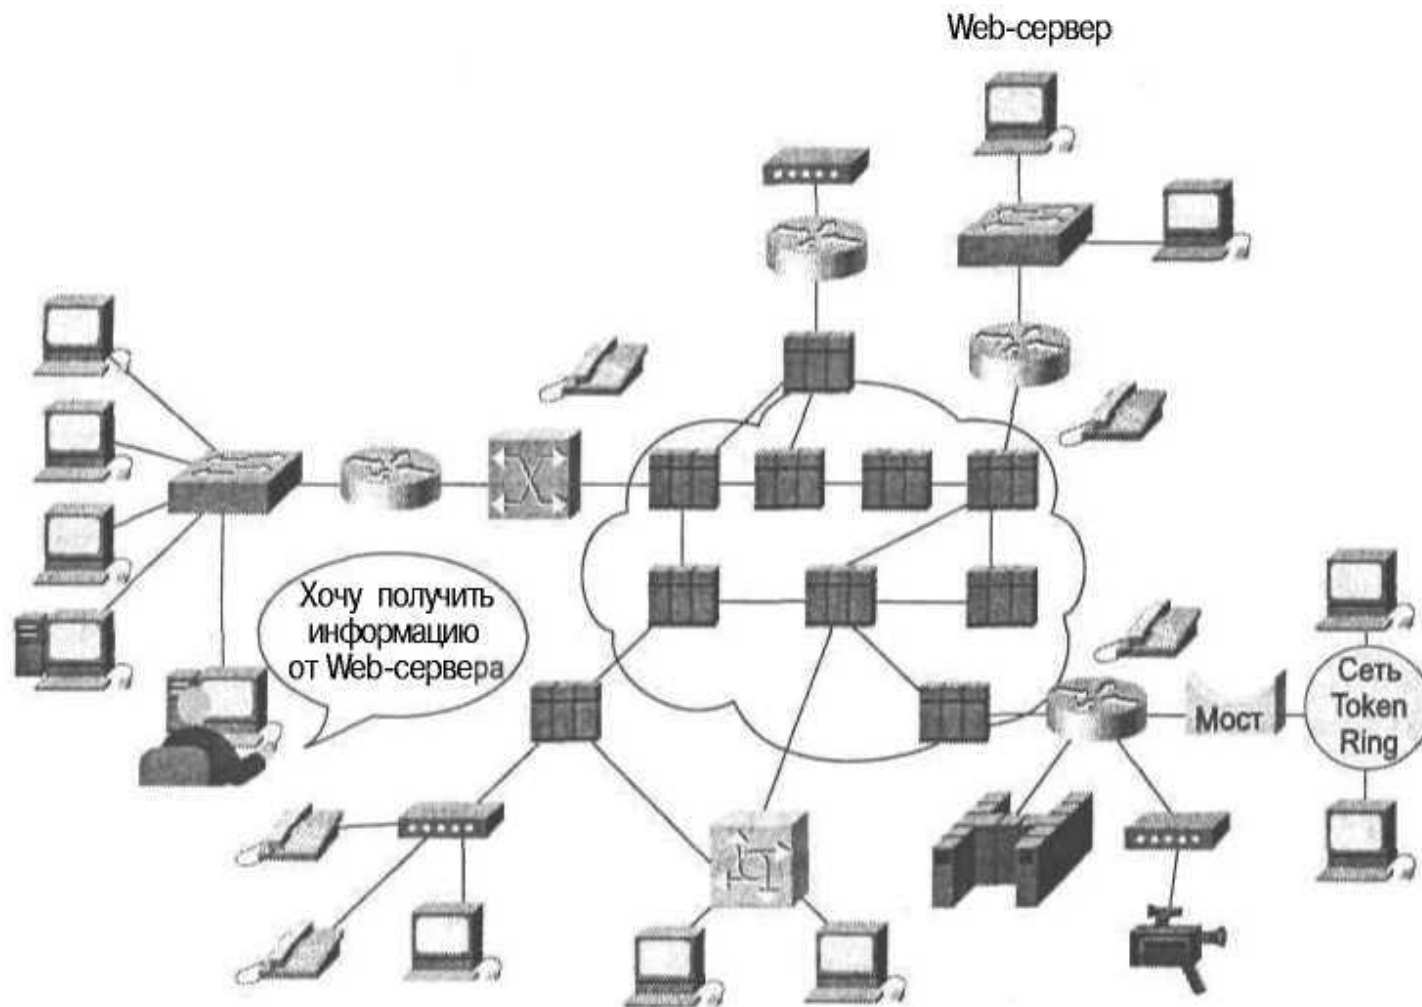 Web-сервер
Хочу получить
информацию
от Web-сервера
Мост
Сеть
Token
Ring